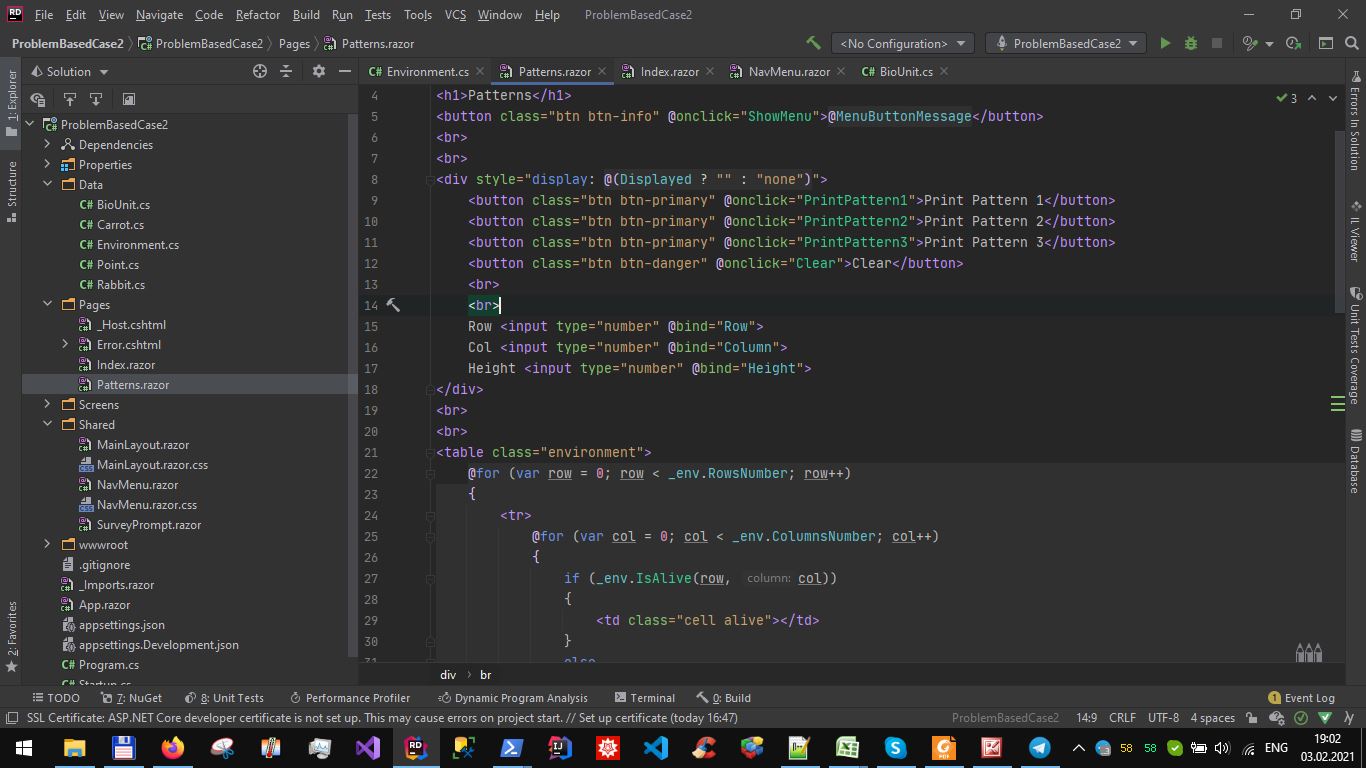 File Edit View Navigate Code Refactor Build Run Tests Tools VCS Window Help ProblemBasedCase2
ProblemBasedCase2 ProblemBasedCase2 Pages Patterns.razor <No Configuration> ProblemBasedCase2
Solution
Environment.cs Patterns.razor Index.razor NavMenu.razor BioUnit.cs
1: Explorer
Structure
2: Favorites
ProblemBasedCase2
Dependencies
Properties
Data
C# BioUnit.cs
C# Carrot.cs
C# Environment.cs
C# Point.cs
C# Rabbit.cs
Pages
_Host.cshtml
Error.cshtml
Index.razor
Patterns.razor
Screens
Shared
MainLayout.razor
MainLayout.razor.css
NavMenu.razor
NavMenu.razor.css
SurveyPrompt.razor
wwwroot
.gitignore
_Imports.razor
App.razor
appsettings.json
appsettings.Development.json
C# Program.cs
C# Startup.cs
4 <h1>Patterns</h1>
5 <button class="btn btn-info" @onclick="ShowMenu">@MenuButtonMessage</button>
6 <br>
7 <br>
8 <div style="display: @(Displayed ? "" : "none")">
9 <button class="btn btn-primary" @onclick="PrintPattern1">Print Pattern 1</button>
10 <button class="btn btn-primary" @onclick="PrintPattern2">Print Pattern 2</button>
11 <button class="btn btn-primary" @onclick="PrintPattern3">Print Pattern 3</button>
12 <button class="btn btn-danger" @onclick="Clear">Clear</button>
13 <br>
14 <br>
15 Row <input type="number" @bind="Row">
16 Col <input type="number" @bind="Column">
17 Height <input type="number" @bind="Height">
18 </div>
19 <br>
20 <br>
21 <table class="environment">
22 @for (var row = 0; row < _env.RowsNumber; row++)
23 {
24 <tr>
25 @for (var col = 0; col < _env.ColumnsNumber; col++)
26 {
27 if (_env.IsAlive(row, column: col))
28 {
29 <td class="cell alive"></td>
30 }
31 else
3
Errors In Solution
IL Viewer
Unit Tests Coverage
Database
div br
TODO 7: NuGet 8: Unit Tests Performance Profiler Dynamic Program Analysis Terminal 0: Build 1 Event Log
SSL Certificate: ASP.NET Core developer certificate is not set up. This may cause errors on project start. // Set up certificate (today 16:47) ProblemBasedCase2 14:9 CRLF UTF-8 4 spaces
58 58 ENG 19:02
03.02.2021